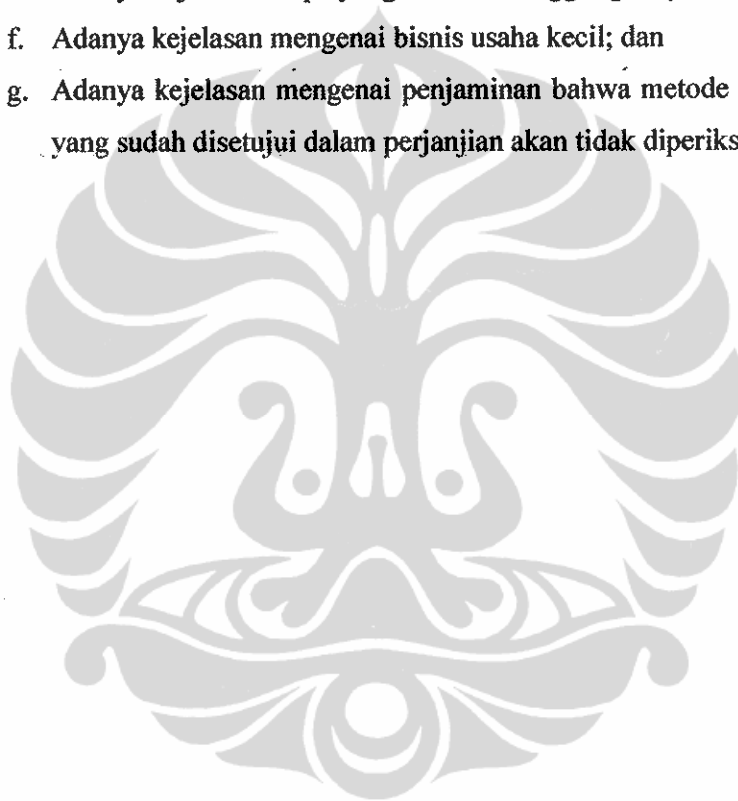 f. Adanya kejelasan mengenai bisnis usaha kecil; dan
g. Adanya kejelasan mengenai penjaminan bahwa metode
yang sudah disetujui dalam perjanjian akan tidak diperiks